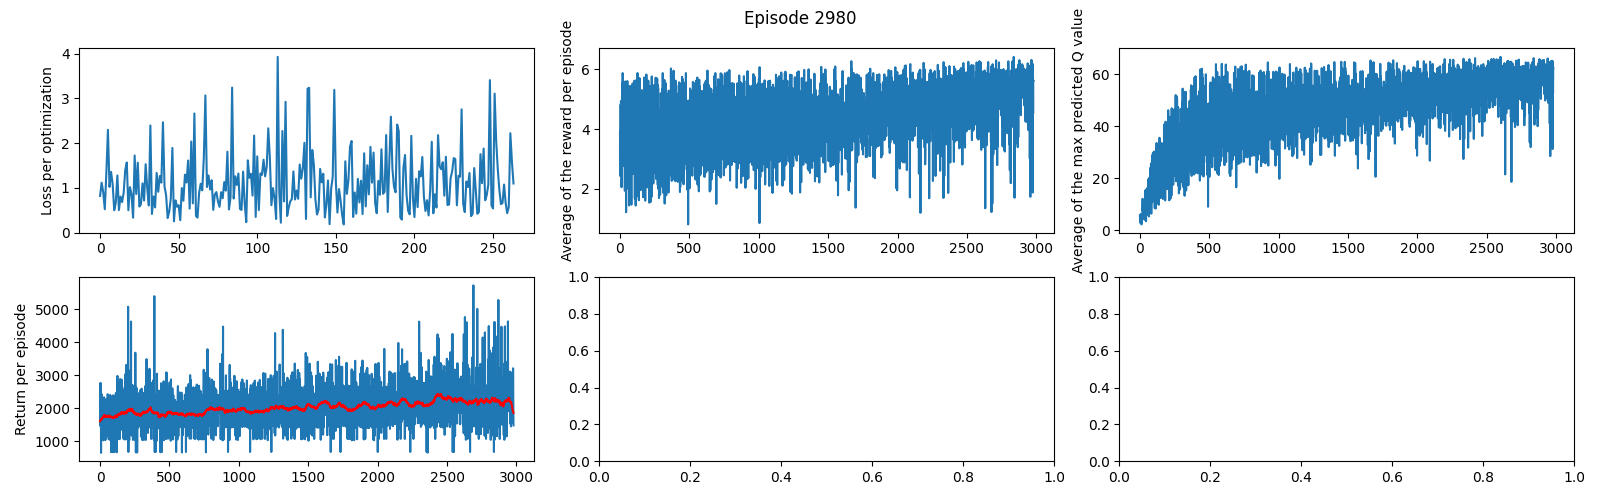 Episode 2980
Loss per optimization
4
3
2
1
0
0 50 100 150 200 250
Average of the reward per episode
6
4
2
0 500 1000 1500 2000 2500 3000
Average of the max predicted Q value
60
40
20
0
0 500 1000 1500 2000 2500 3000
Return per episode
5000
4000
3000
2000
1000
0 500 1000 1500 2000 2500 3000
1.0
0.8
0.6
0.4
0.2
0.0
0.0 0.2 0.4 0.6 0.8 1.0
1.0
0.8
0.6
0.4
0.2
0.0
0.0 0.2 0.4 0.6 0.8 1.0